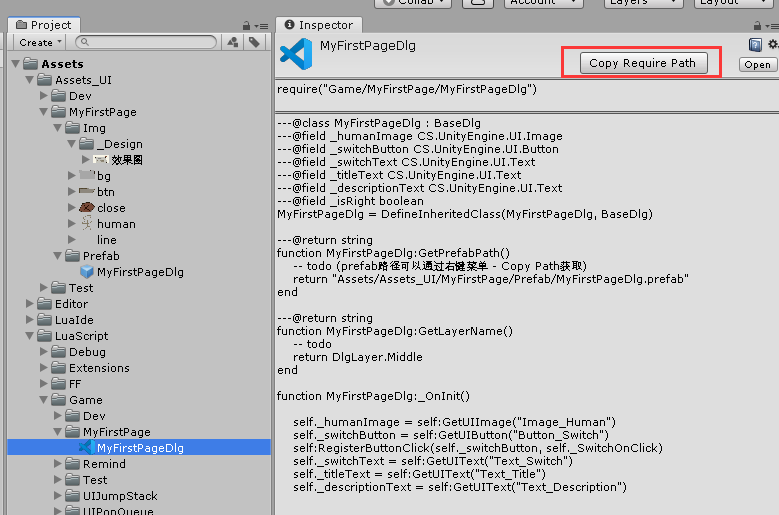 Collab
Account
Layers
Layout
Project
Create
Assets
Assets_UI
Dev
MyFirstPage
Img
_Design
效果图
bg
btn
close
human
line
Prefab
MyFirstPageDlg
Test
Editor
LuaIde
LuaScript
Debug
Extensions
FF
Game
Dev
MyFirstPage
MyFirstPageDlg
Remind
Test
UIJumpStack
UIPopQueue
Inspector
MyFirstPageDlg
Copy Require Path
Open
require("Game/MyFirstPage/MyFirstPageDlg")
---@class MyFirstPageDlg : BaseDlg
---@field _humanImage CS.UnityEngine.UI.Image
---@field _switchButton CS.UnityEngine.UI.Button
---@field _switchText CS.UnityEngine.UI.Text
---@field _titleText CS.UnityEngine.UI.Text
---@field _descriptionText CS.UnityEngine.UI.Text
---@field _isRight boolean
MyFirstPageDlg = DefineInheritedClass(MyFirstPageDlg, BaseDlg)
---@return string
function MyFirstPageDlg:GetPrefabPath()
-- todo (prefab路径可以通过右键菜单 - Copy Path获取)
return "Assets/Assets_UI/MyFirstPage/Prefab/MyFirstPageDlg.prefab"
end
---@return string
function MyFirstPageDlg:GetLayerName()
-- todo
return DlgLayer.Middle
end
function MyFirstPageDlg:_OnInit()
self._humanImage = self:GetUIImage("Image_Human")
self._switchButton = self:GetUIButton("Button_Switch")
self:RegisterButtonClick(self._switchButton, self._SwitchOnClick)
self._switchText = self:GetUIText("Text_Switch")
self._titleText = self:GetUIText("Text_Title")
self._descriptionText = self:GetUIText("Text_Description")